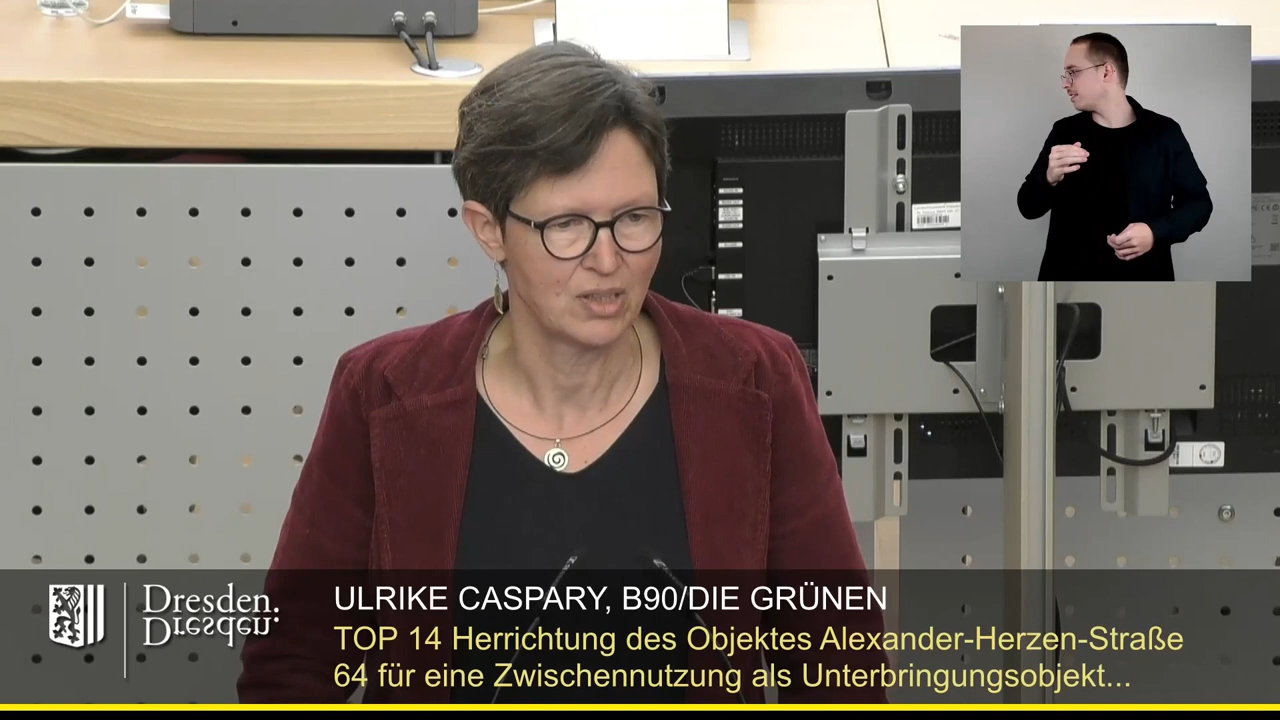 Dresden.
Dresden.
ULRIKE CASPARY, B90/DIE GRÜNEN
TOP 14 Herrichtung des Objektes Alexander-Herzen-Straße
64 für eine Zwischennutzung als Unterbringungsobjekt...